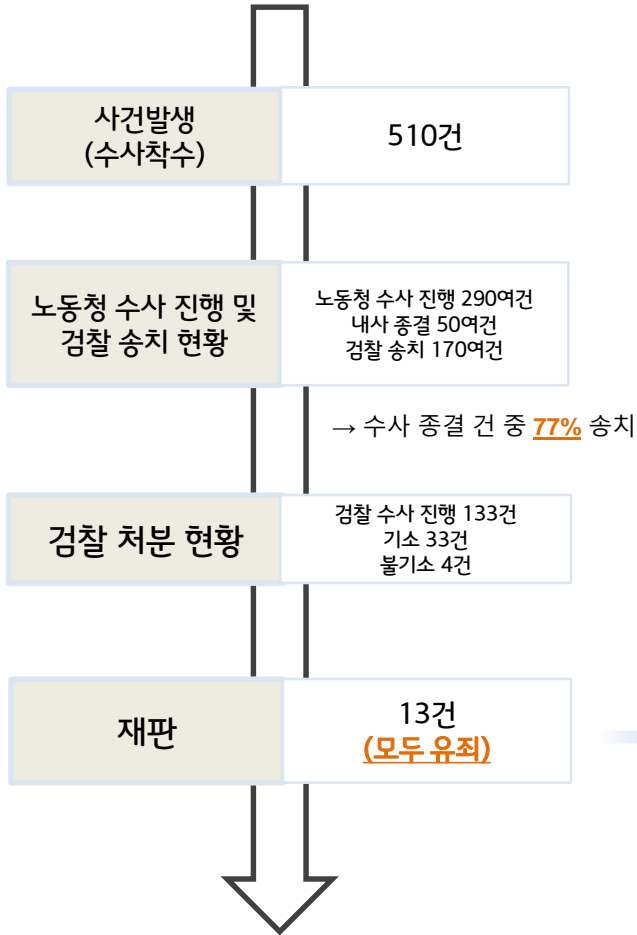 사건발생
(수사착수)
510건
노동청 수사 진행 및
검찰 송치 현황
노동청 수사 진행 290여건
내사 종결 50여건
검찰 송치 170여건
→ 수사 종결 건 중 77% 송치
검찰 처분 현황
검찰 수사 진행 133건
기소 33건
불기소 4건
재판
13건
(모두 유죄)